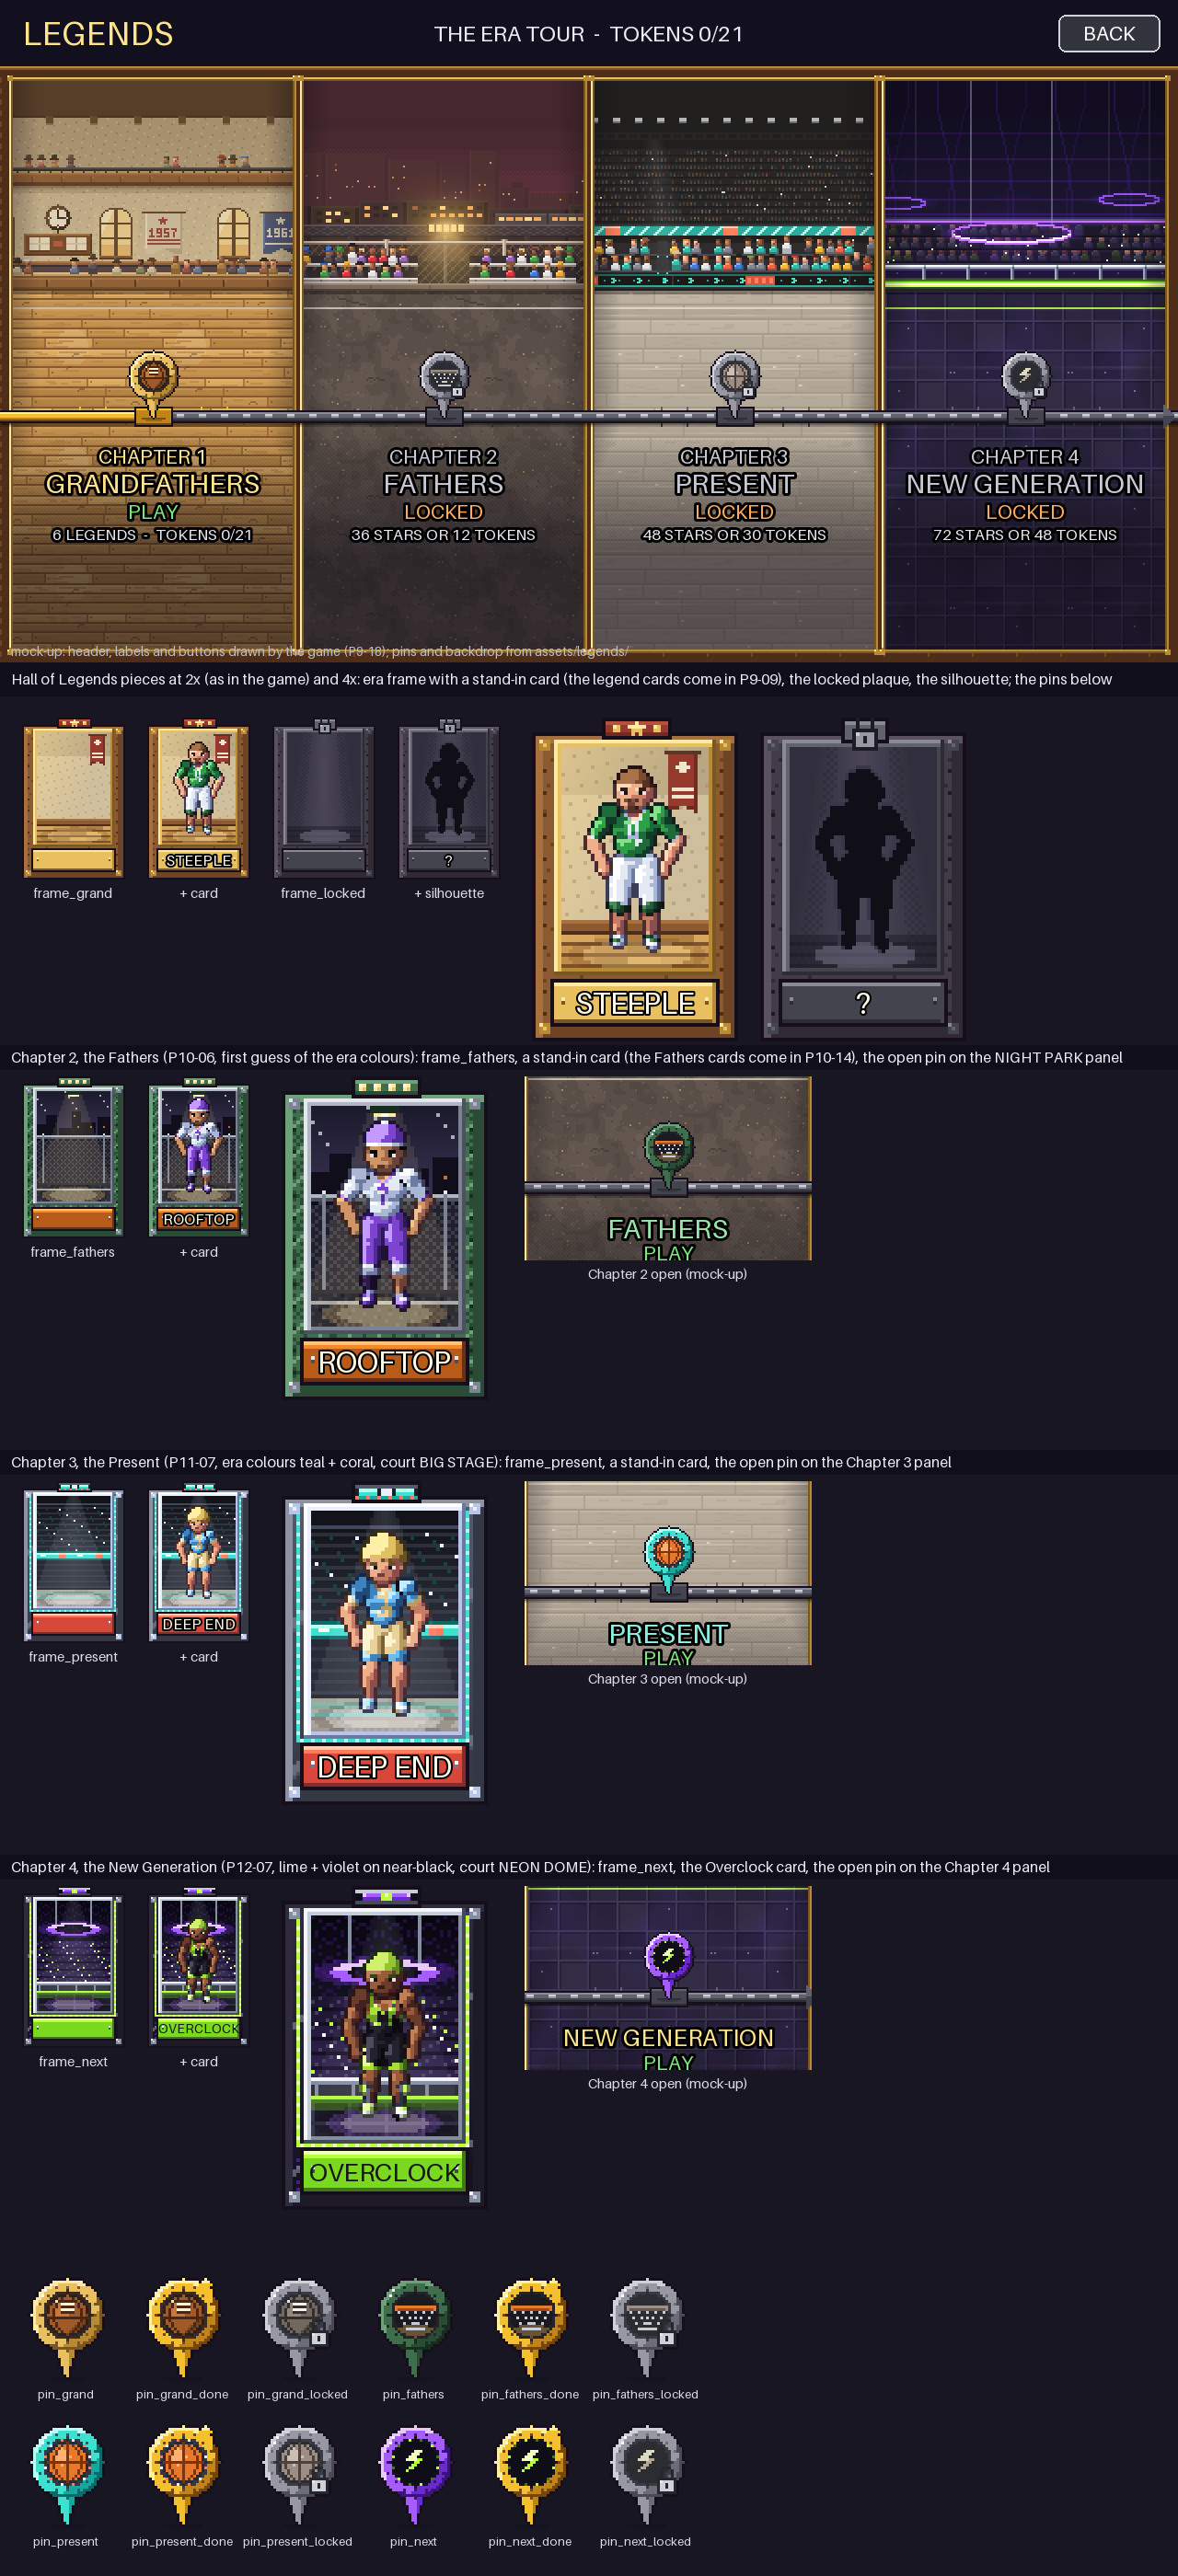 LEGENDS
THE ERA TOUR - TOKENS 0/21
BACK
1957
1961
CHAPTER 1
GRANDFATHERS
PLAY
6 LEGENDS - TOKENS 0/21
CHAPTER 2
FATHERS
LOCKED
36 STARS OR 12 TOKENS
CHAPTER 3
PRESENT
LOCKED
48 STARS OR 30 TOKENS
CHAPTER 4
NEW GENERATION
LOCKED
72 STARS OR 48 TOKENS
mock-up: header, labels and buttons drawn by the game (P9-18); pins and backdrop from assets/legends/
Hall of Legends pieces at 2x (as in the game) and 4x: era frame with a stand-in card (the legend cards come in P9-09), the locked plaque, the silhouette; the pins below
STEEPLE
?
frame_grand
+ card
frame_locked
+ silhouette
STEEPLE
?
Chapter 2, the Fathers (P10-06, first guess of the era colours): frame_fathers, a stand-in card (the Fathers cards come in P10-14), the open pin on the NIGHT PARK panel
ROOFTOP
frame_fathers
+ card
ROOFTOP
FATHERS
PLAY
Chapter 2 open (mock-up)
Chapter 3, the Present (P11-07, era colours teal + coral, court BIG STAGE): frame_present, a stand-in card, the open pin on the Chapter 3 panel
DEEP END
frame_present
+ card
DEEP END
PRESENT
PLAY
Chapter 3 open (mock-up)
Chapter 4, the New Generation (P12-07, lime + violet on near-black, court NEON DOME): frame_next, the Overclock card, the open pin on the Chapter 4 panel
OVERCLOCK
frame_next
+ card
OVERCLOCK
NEW GENERATION
PLAY
Chapter 4 open (mock-up)
pin_grand
pin_grand_done
pin_grand_locked
pin_fathers
pin_fathers_done
pin_fathers_locked
pin_present
pin_present_done
pin_present_locked
pin_next
pin_next_done
pin_next_locked